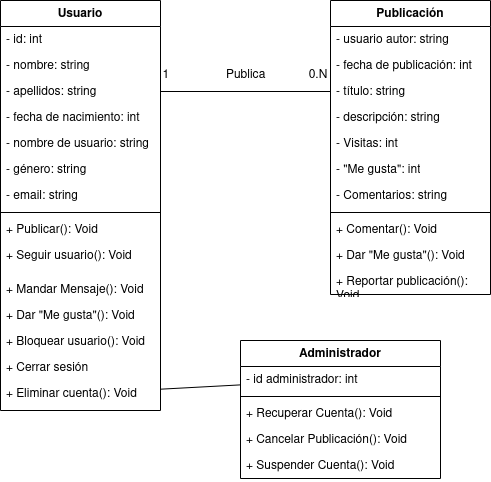 Usuario
- id: int
- nombre: string
- apellidos: string
- fecha de nacimiento: int
- nombre de usuario: string
- género: string
- email: string
+ Publicar(): Void
+ Seguir usuario(): Void
+ Mandar Mensaje(): Void
+ Dar "Me gusta"(): Void
+ Bloquear usuario(): Void
+ Cerrar sesión
+ Eliminar cuenta(): Void
1 Publica 0.N
Publicación
- usuario autor: string
- fecha de publicación: int
- título: string
- descripción: string
- Visitas: int
- "Me gusta": int
- Comentarios: string
+ Comentar(): Void
+ Dar "Me gusta"(): Void
+ Reportar publicación():
Void
Administrador
- id administrador: int
+ Recuperar Cuenta(): Void
+ Cancelar Publicación(): Void
+ Suspender Cuenta(): Void